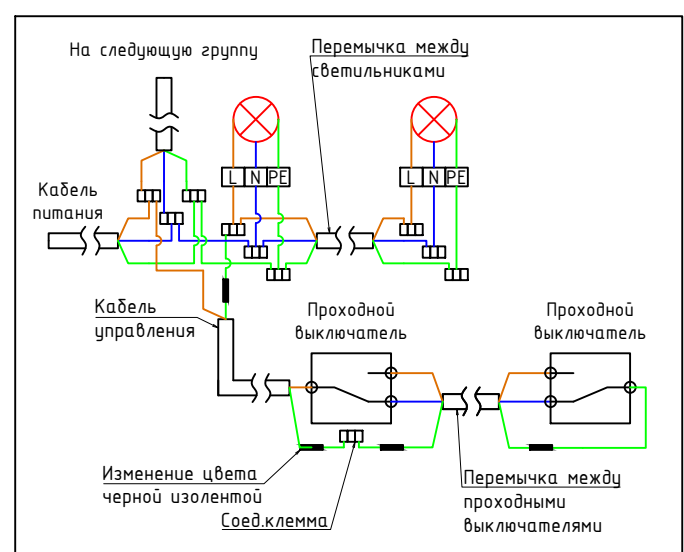 На следующую группу
Перемычка между
светильниками
L N PE
L N PE
Кабель
питания
Кабель
управления
Проходной
выключатель
Проходной
выключатель
Изменение цвета
черной изолентой
Соед.клемма
Перемычка между
проходными
выключателями